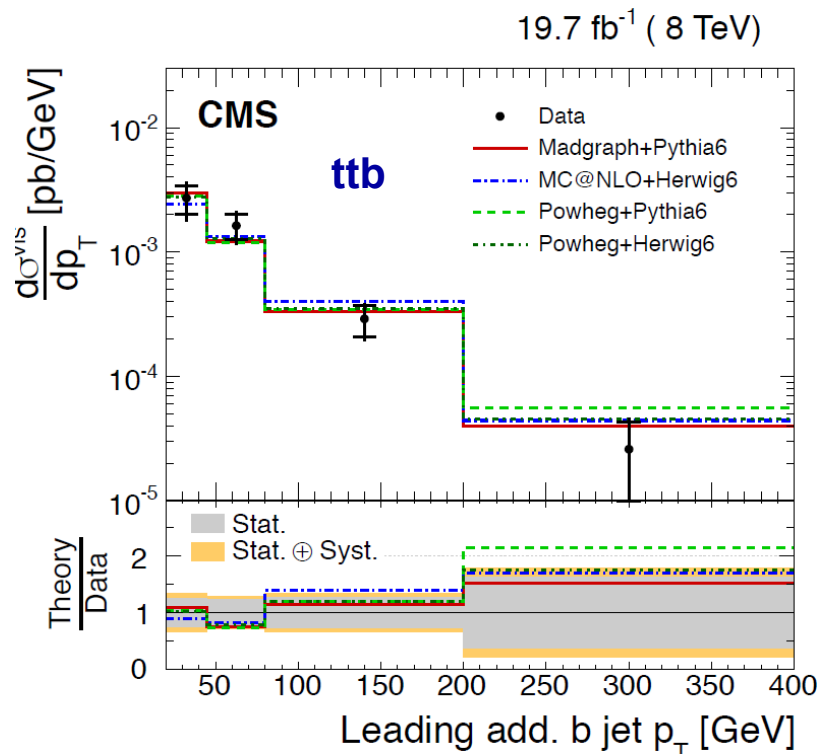 19.7 fb⁻¹ ( 8 TeV)
CMS
ttb
Data
Madgraph+Pythia6
MC@NLO+Herwig6
Powheg+Pythia6
Powheg+Herwig6
dσ^vis
dp_T
[pb/GeV]
10⁻²
10⁻³
10⁻⁴
10⁻⁵
Stat.
Stat. ⊕ Syst.
Theory
Data
2
1
0
50 100 150 200 250 300 350 400
Leading add. b jet p_T [GeV]